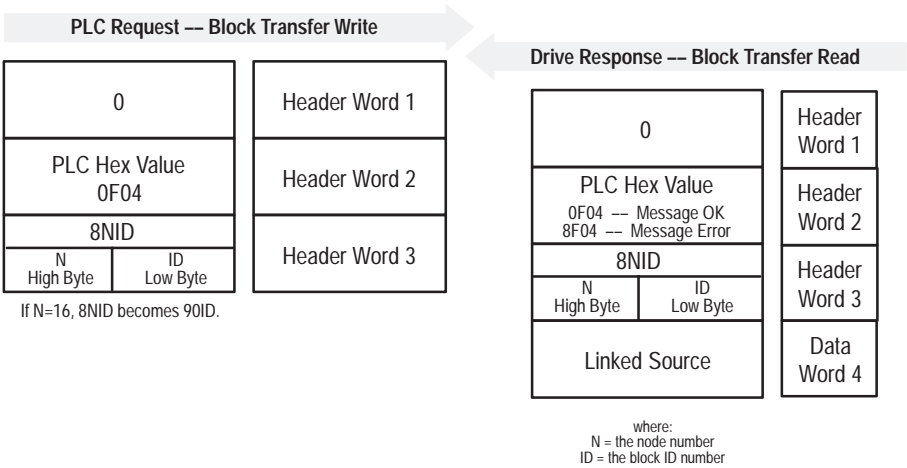 PLC Request –– Block Transfer Write
0
Header Word 1
PLC Hex Value
0F04
Header Word 2
8NID
N
High Byte
ID
Low Byte
Header Word 3
If N=16, 8NID becomes 90ID.
Drive Response –– Block Transfer Read
0
Header
Word 1
PLC Hex Value
0F04 –– Message OK
8F04 –– Message Error
Header
Word 2
8NID
N
High Byte
ID
Low Byte
Header
Word 3
Linked Source
Data
Word 4
where:
N = the node number
ID = the block ID number